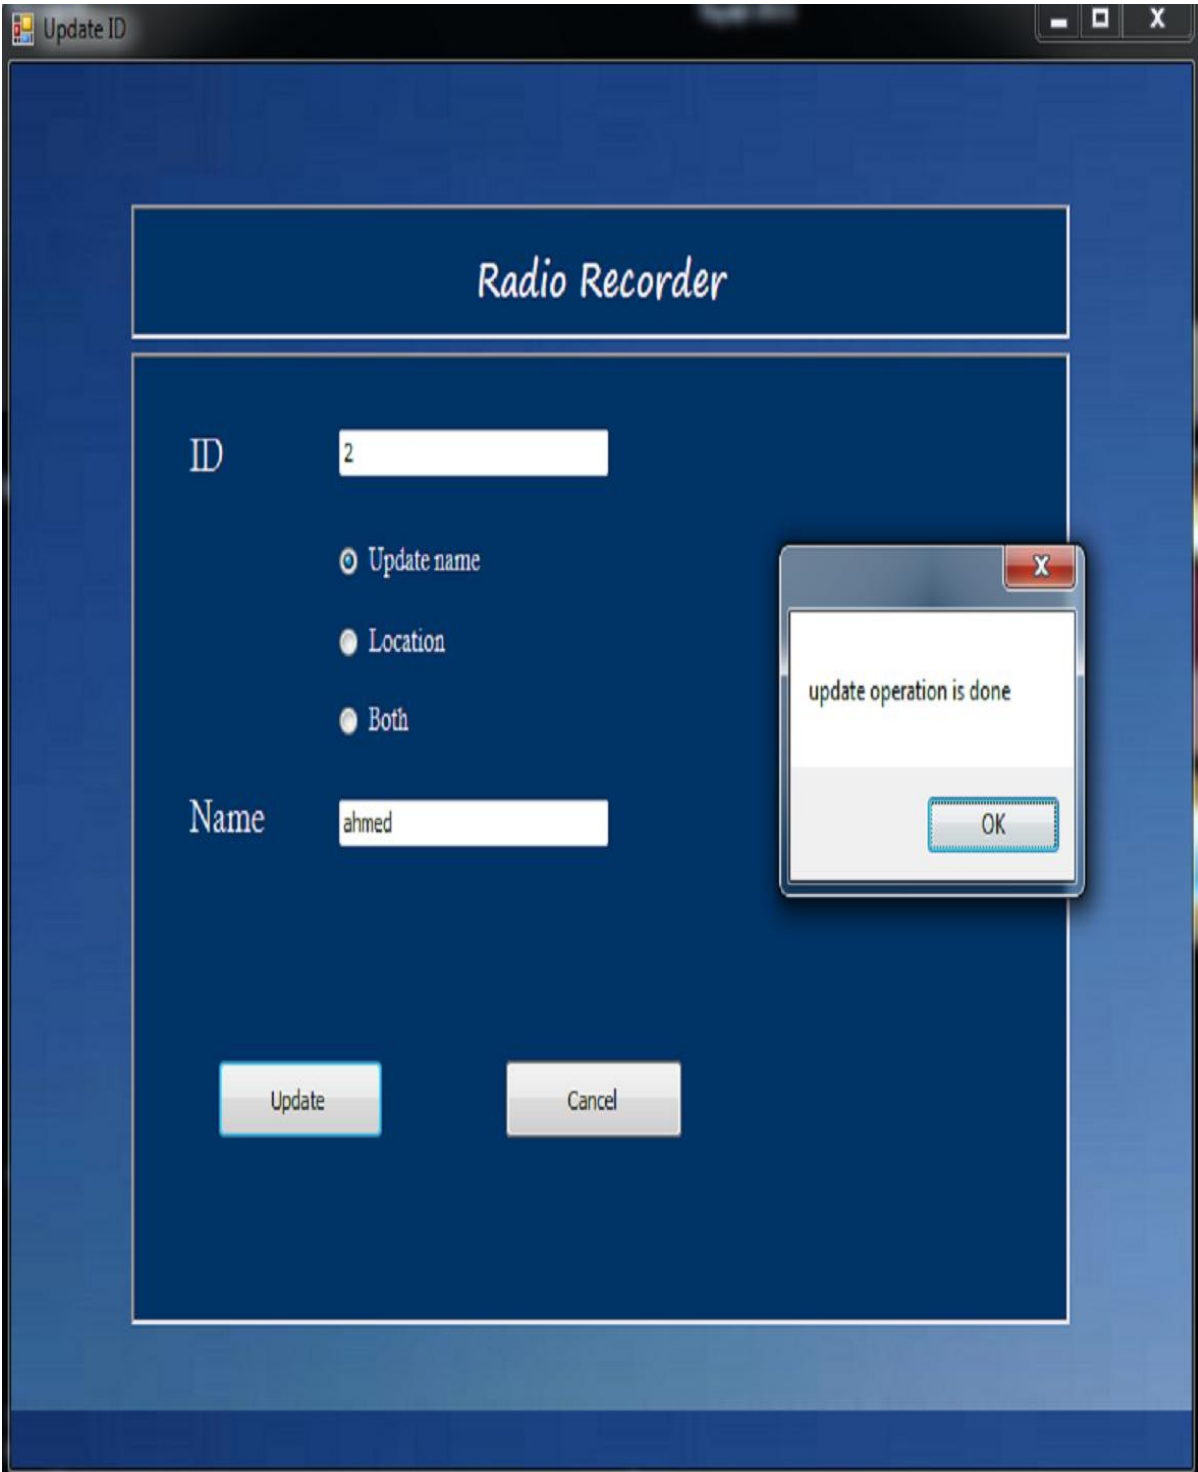 Update ID
Radio Recorder
ID 2
Update name
Location
Both
Name ahmed
update operation is done
OK
Update Cancel